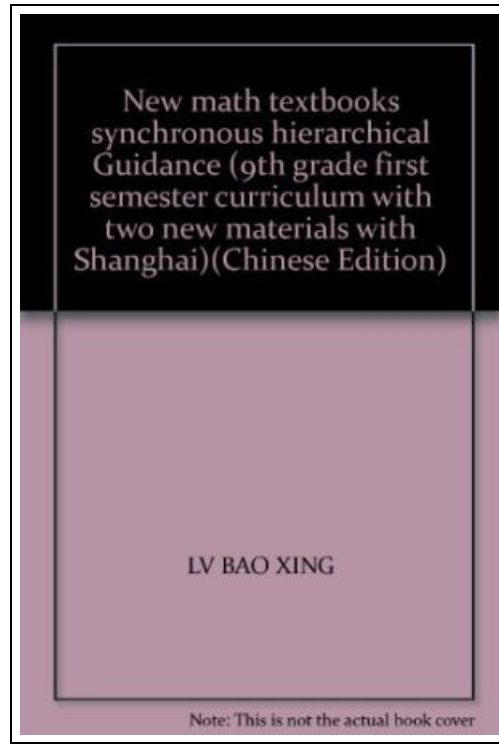 New math textbooks
synchronous hierarchical
Guidance (9th grade first
semester curriculum with
two new materials with
Shanghai)(Chinese Edition)
LV BAO XING
Note: This is not the actual book cover